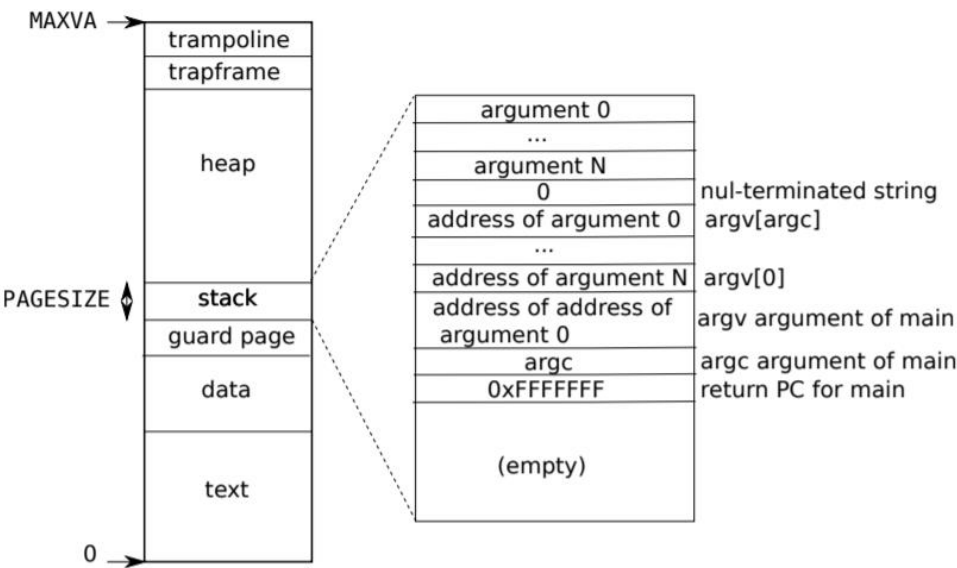 MAXVA
trampoline
trapframe
heap
PAGESIZE
stack
guard page
data
text
0
argument 0
...
argument N
0 nul-terminated string
address of argument 0 argv[argc]
...
address of argument N argv[0]
address of address of
argument 0
argv argument of main
argc argc argument of main
0xFFFFFFF return PC for main
(empty)